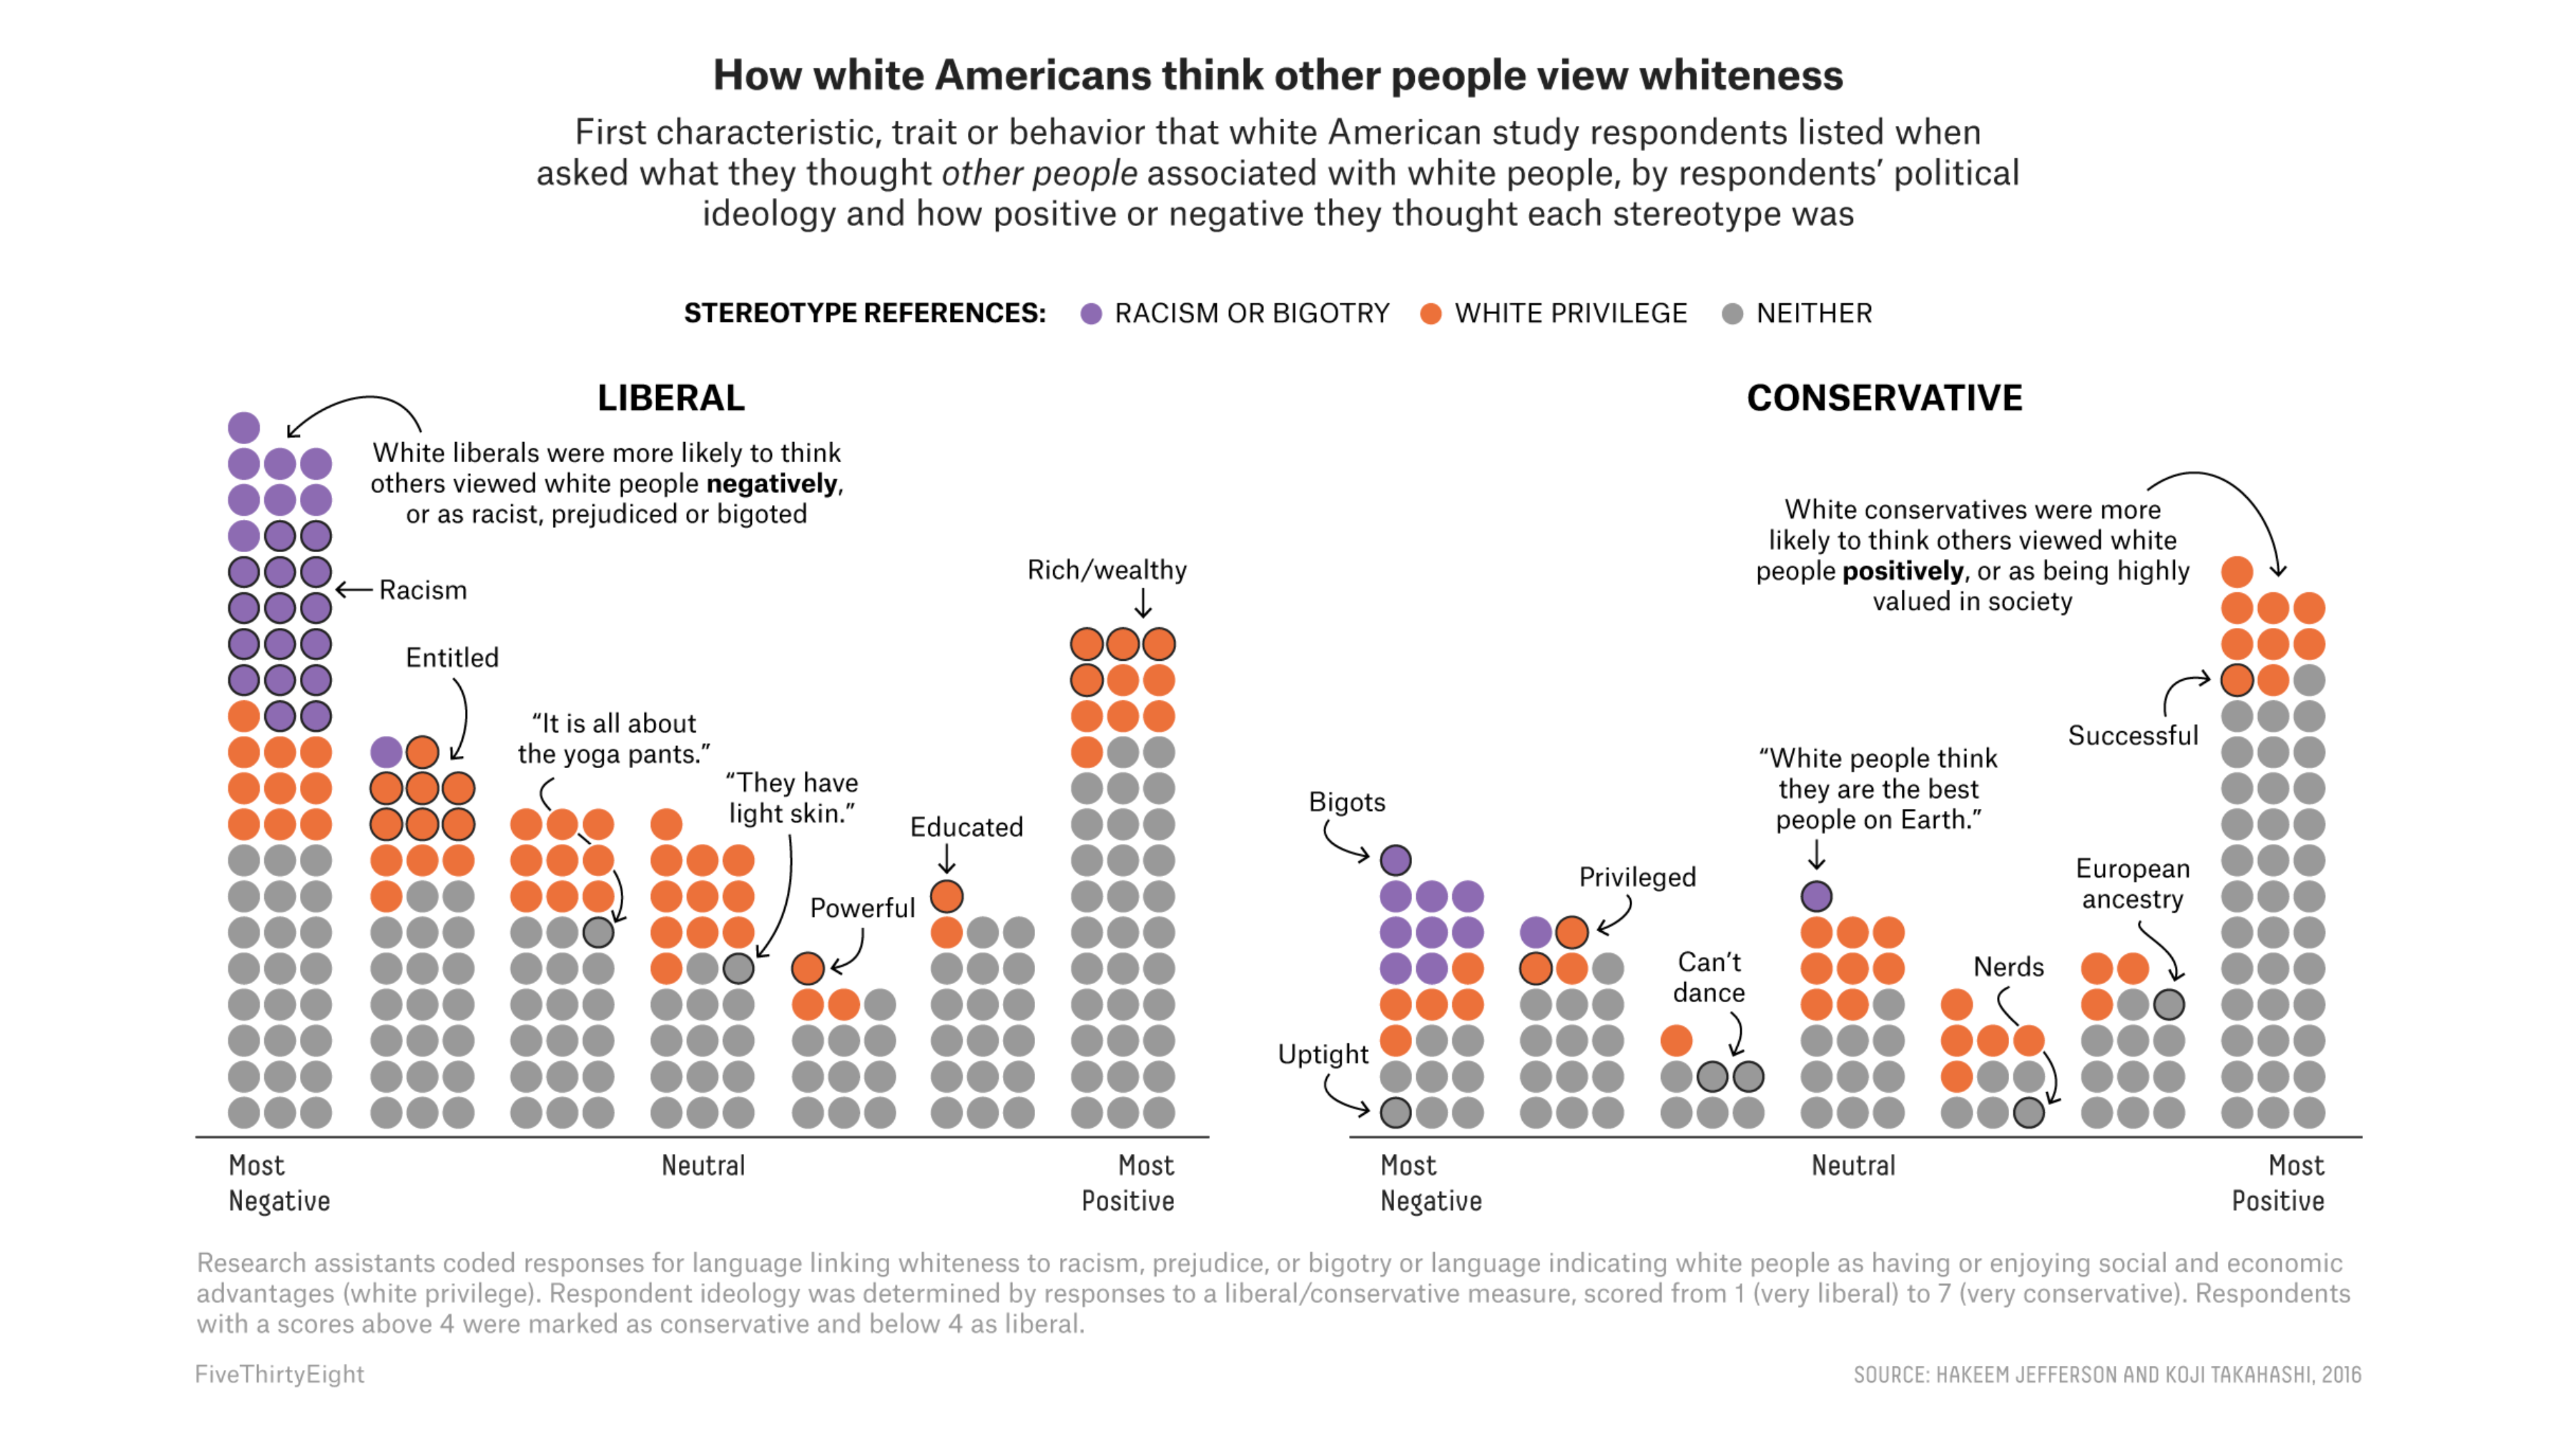 How white Americans think other people view whiteness
First characteristic, trait or behavior that white American study respondents listed when
asked what they thought other people associated with white people, by respondents’ political
ideology and how positive or negative they thought each stereotype was
STEREOTYPE REFERENCES: RACISM OR BIGOTRY WHITE PRIVILEGE NEITHER
LIBERAL
White liberals were more likely to think
others viewed white people negatively,
or as racist, prejudiced or bigoted
Racism
Entitled
“It is all about
the yoga pants.”
“They have
light skin.”
Powerful
Educated
Rich/wealthy
Most
Negative
Neutral
Most
Positive
CONSERVATIVE
White conservatives were more
likely to think others viewed white
people positively, or as being highly
valued in society
Successful
“White people think
they are the best
people on Earth.”
Bigots
Privileged
European
ancestry
Can’t
dance
Nerds
Uptight
Most
Negative
Neutral
Most
Positive
Research assistants coded responses for language linking whiteness to racism, prejudice, or bigotry or language indicating white people as having or enjoying social and economic
advantages (white privilege). Respondent ideology was determined by responses to a liberal/conservative measure, scored from 1 (very liberal) to 7 (very conservative). Respondents
with a scores above 4 were marked as conservative and below 4 as liberal.
FiveThirtyEight
SOURCE: HAKEEM JEFFERSON AND KOJI TAKAHASHI, 2016